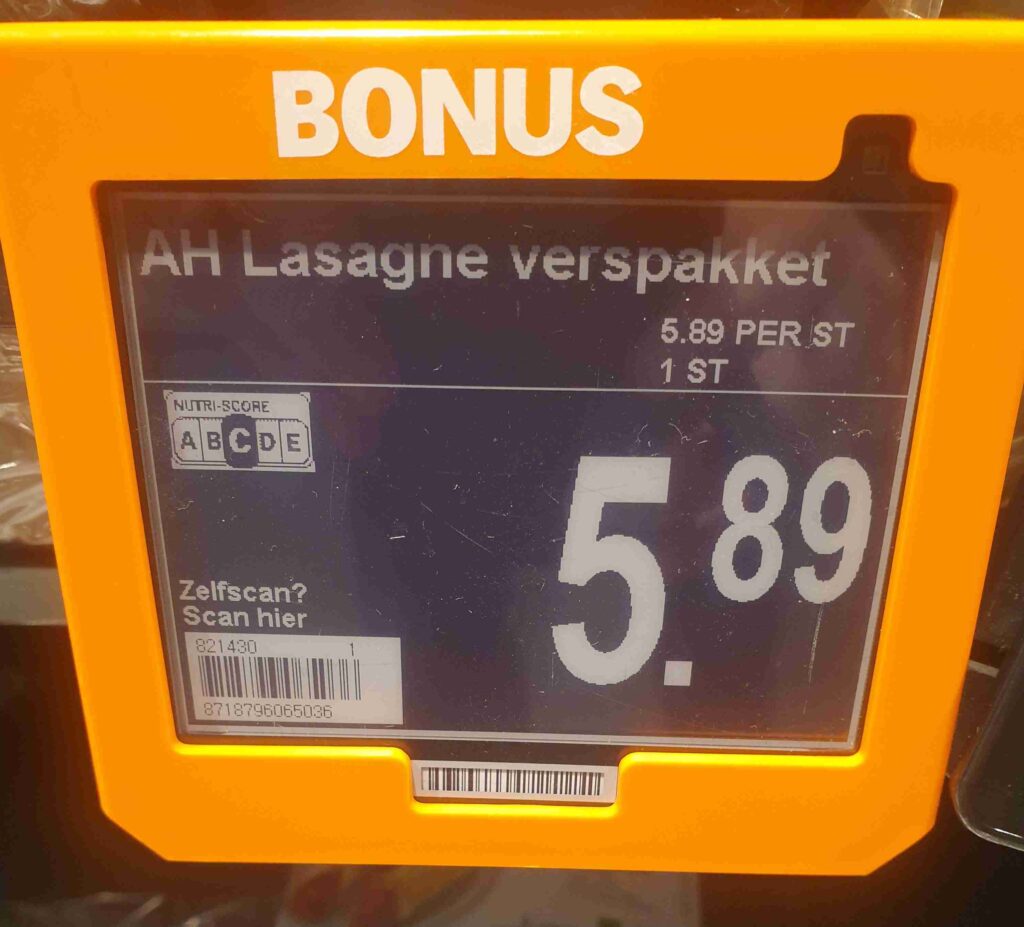 BONUS
AH Lasagne verspakket
5.89 PER ST
1 ST
NUTRI-SCORE
A B C D E
5.89
Zelfscan?
Scan hier
821430 1
8718796065036